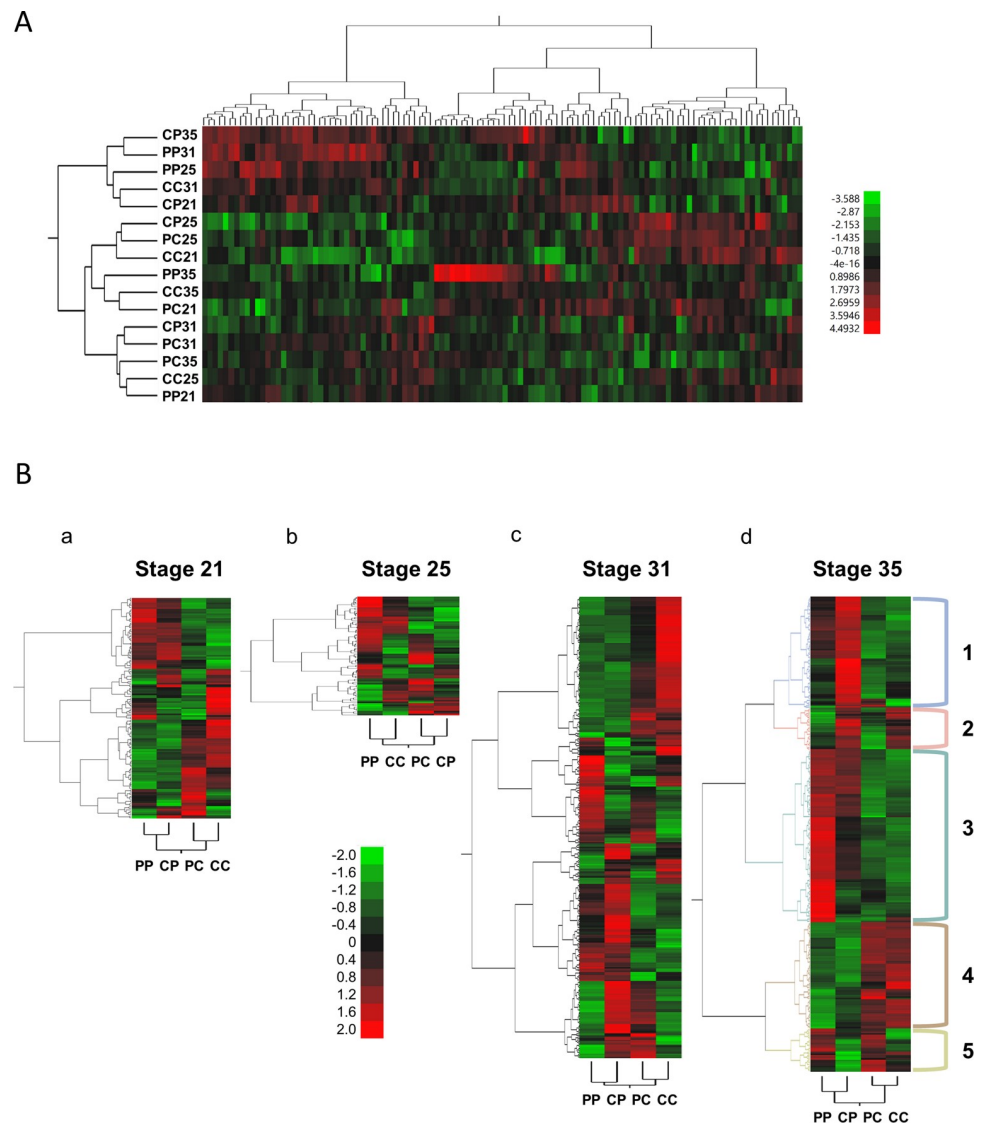 A
CP35
PP31
PP25
CC31
CP21
CP25
PC25
CC21
PP35
CC35
PC21
CP31
PC31
PC35
CC25
PP21
-3.588
-2.87
-2.153
-1.435
-0.718
-4e-16
0.8986
1.7973
2.6959
3.5946
4.4932
B
a
b
c
d
Stage 21
Stage 25
Stage 31
Stage 35
PP CP PC CC
PP CC PC CP
-2.0
-1.6
-1.2
-0.8
-0.4
0
0.4
0.8
1.2
1.6
2.0
PP CP PC CC
1
2
3
4
5
PP CP PC CC